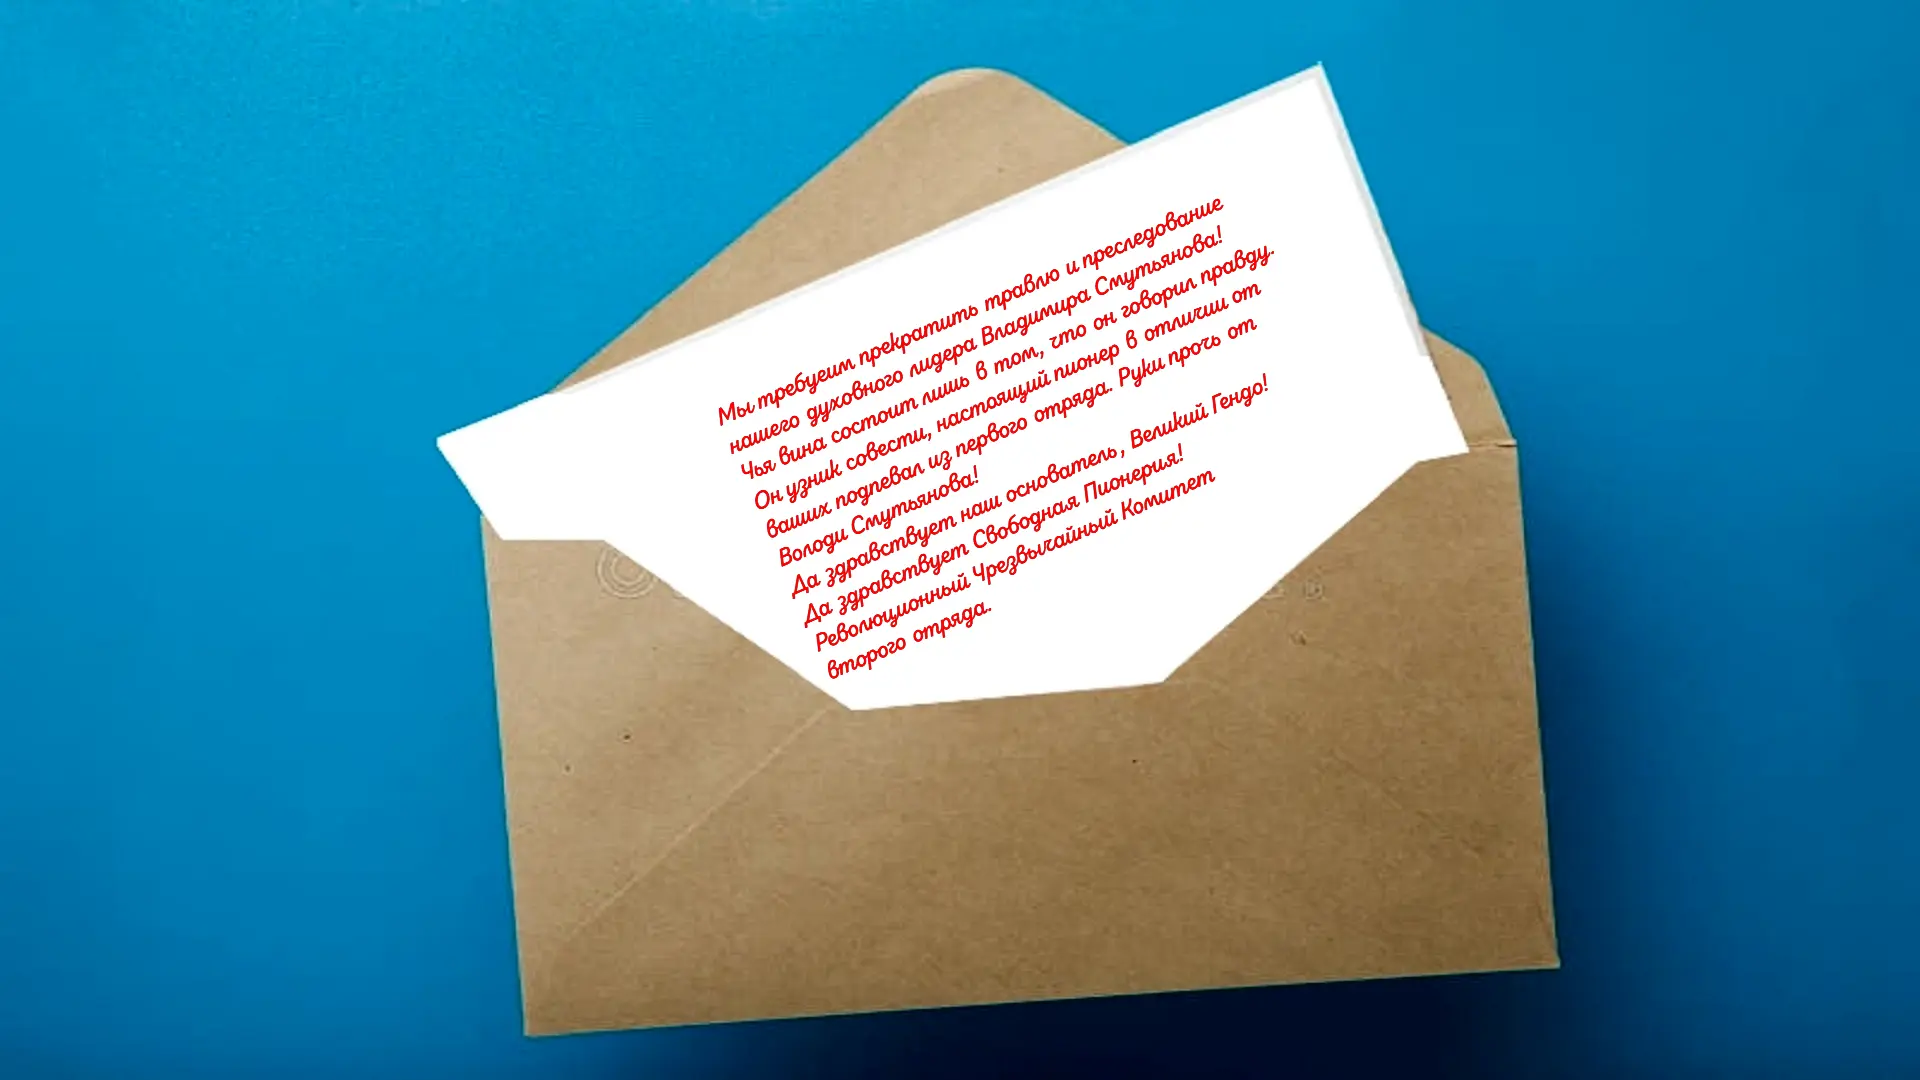 Мы требуеим прекратить травлю и преследование
нашего духовного лидера Владимира Смутьянова!
Чья вина состоит лишь в том, что он говорил правду.
Он узник совести, настоящий пионер в отличии от
ваших подпевал из первого отряда. Руки прочь от
Володи Смутьянова!
Да здравствует наш основатель, Великий Гендо!
Да здравствует Свободная Пионерия!
Революционный Чрезвычайный Комитет
второго отряда.